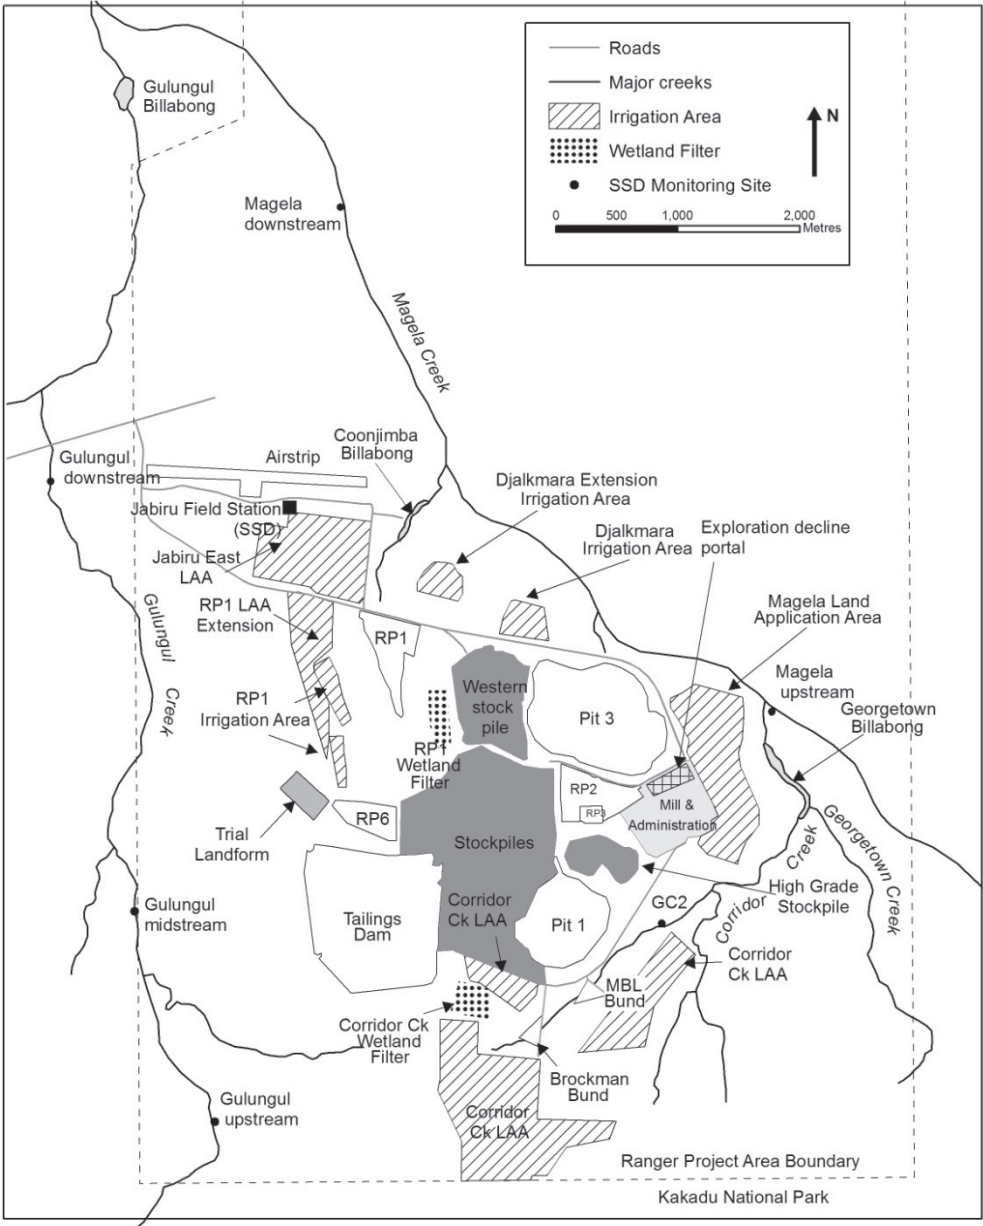 Roads
Major creeks
Irrigation Area
Wetland Filter
SSD Monitoring Site
N
0 500 1,000 2,000
Metres
Gulungul
Billabong
Magela
downstream
Magela Creek
Coonjimba
Billabong
Airstrip
Gulungul
downstream
Jabiru Field Station
(SSD)
Jabiru East
LAA
Djalkmara Extension
Irrigation Area
Djalkmara
Irrigation Area
Exploration decline
portal
Magela Land
Application Area
RP1 LAA
Extension
Gulungul
Creek
RP1
RP1
Irrigation Area
Western
stock
pile
Pit 3
Magela
upstream
Georgetown
Billabong
RP1
Wetland
Filter
RP2
RP3
Mill &
Administration
Trial
Landform
RP6
Stockpiles
Georgetown Creek
Corridor
Creek
High Grade
Stockpile
Gulungul
midstream
Tailings
Dam
Corridor
Ck LAA
Pit 1
GC2
Corridor
Ck LAA
MBL
Bund
Corridor Ck
Wetland
Filter
Brockman
Bund
Gulungul
upstream
Corridor
Ck LAA
Ranger Project Area Boundary
Kakadu National Park